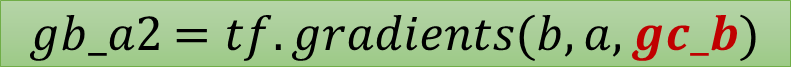 gb_a2 = tf.gradients(b, a, gc_b)